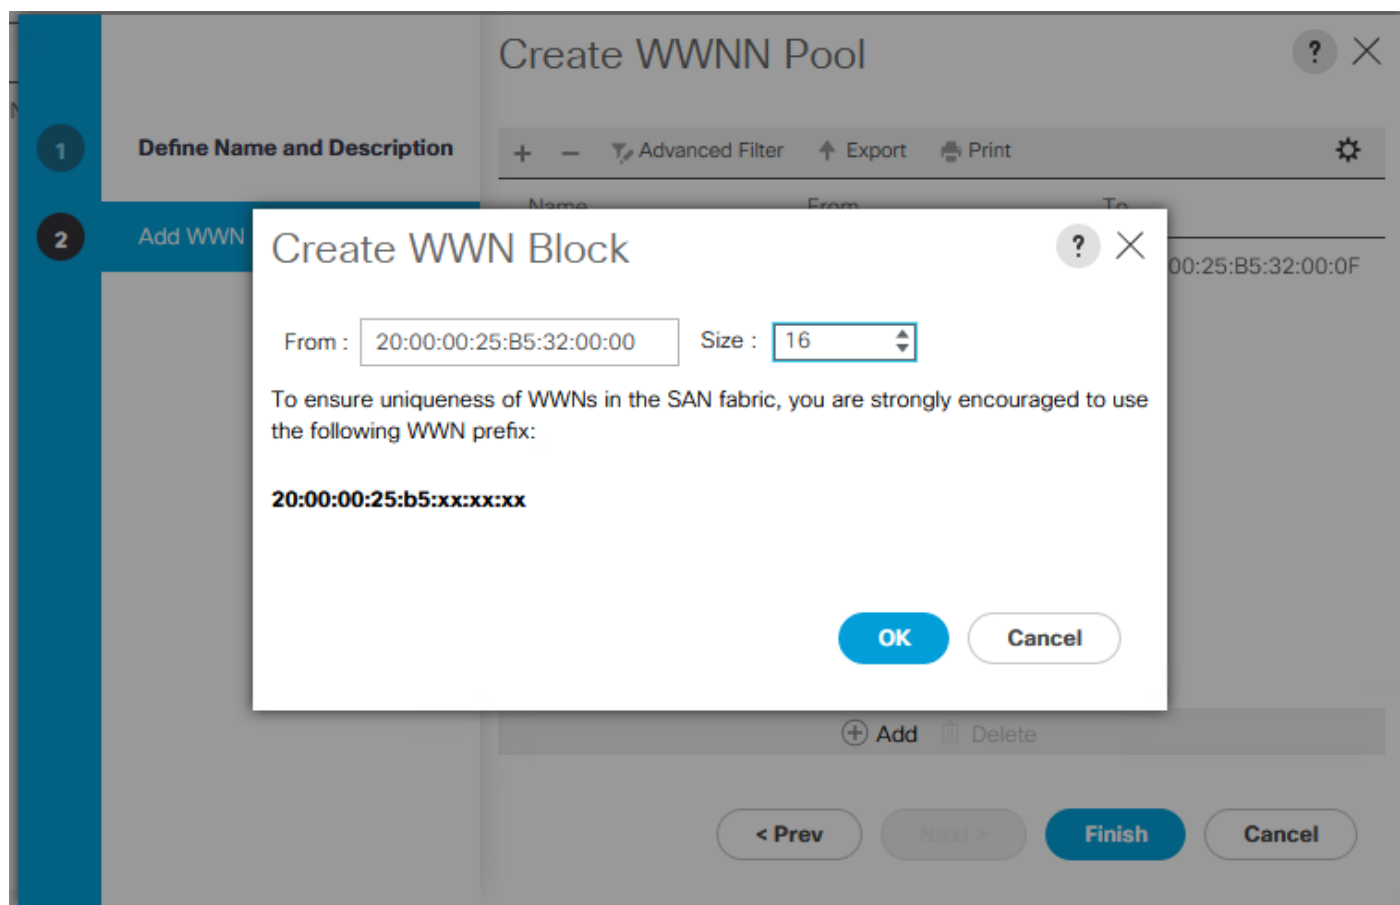 Create WWNN Pool
?
1 Define Name and Description
+ − Advanced Filter Export Print
Name From To
2 Add WWN
00:25:B5:32:00:0F
Create WWN Block
?
From : 20:00:00:25:B5:32:00:00 Size : 16
To ensure uniqueness of WWNs in the SAN fabric, you are strongly encouraged to use
the following WWN prefix:
20:00:00:25:b5:xx:xx:xx
OK Cancel
Add Delete
< Prev Next > Finish Cancel